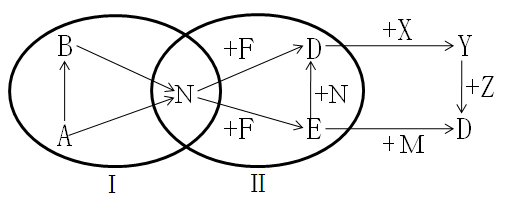 B +F D +X Y
N +N +Z
A +F E +M D
I II